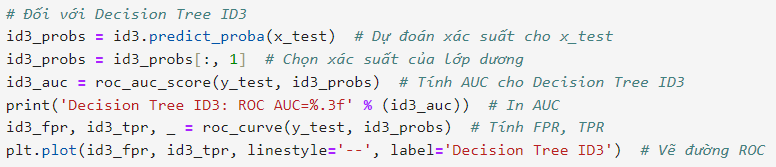 # Đối với Decision Tree ID3
id3_probs = id3.predict_proba(x_test)  # Dự đoán xác suất cho x_test
id3_probs = id3_probs[:, 1]  # Chọn xác suất của lớp dương
id3_auc = roc_auc_score(y_test, id3_probs)  # Tính AUC cho Decision Tree ID3
print('Decision Tree ID3: ROC AUC=%.3f' % (id3_auc))  # In AUC
id3_fpr, id3_tpr, _ = roc_curve(y_test, id3_probs)  # Tính FPR, TPR
plt.plot(id3_fpr, id3_tpr, linestyle='--', label='Decision Tree ID3')  # Vẽ đường ROC